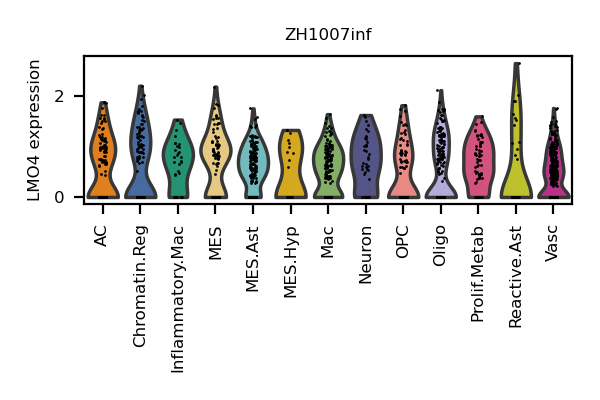 ZH1007inf
LMO4 expression
2
0
AC
Chromatin.Reg
Inflammatory.Mac
MES
MES.Ast
MES.Hyp
Mac
Neuron
OPC
Oligo
Prolif.Metab
Reactive.Ast
Vasc